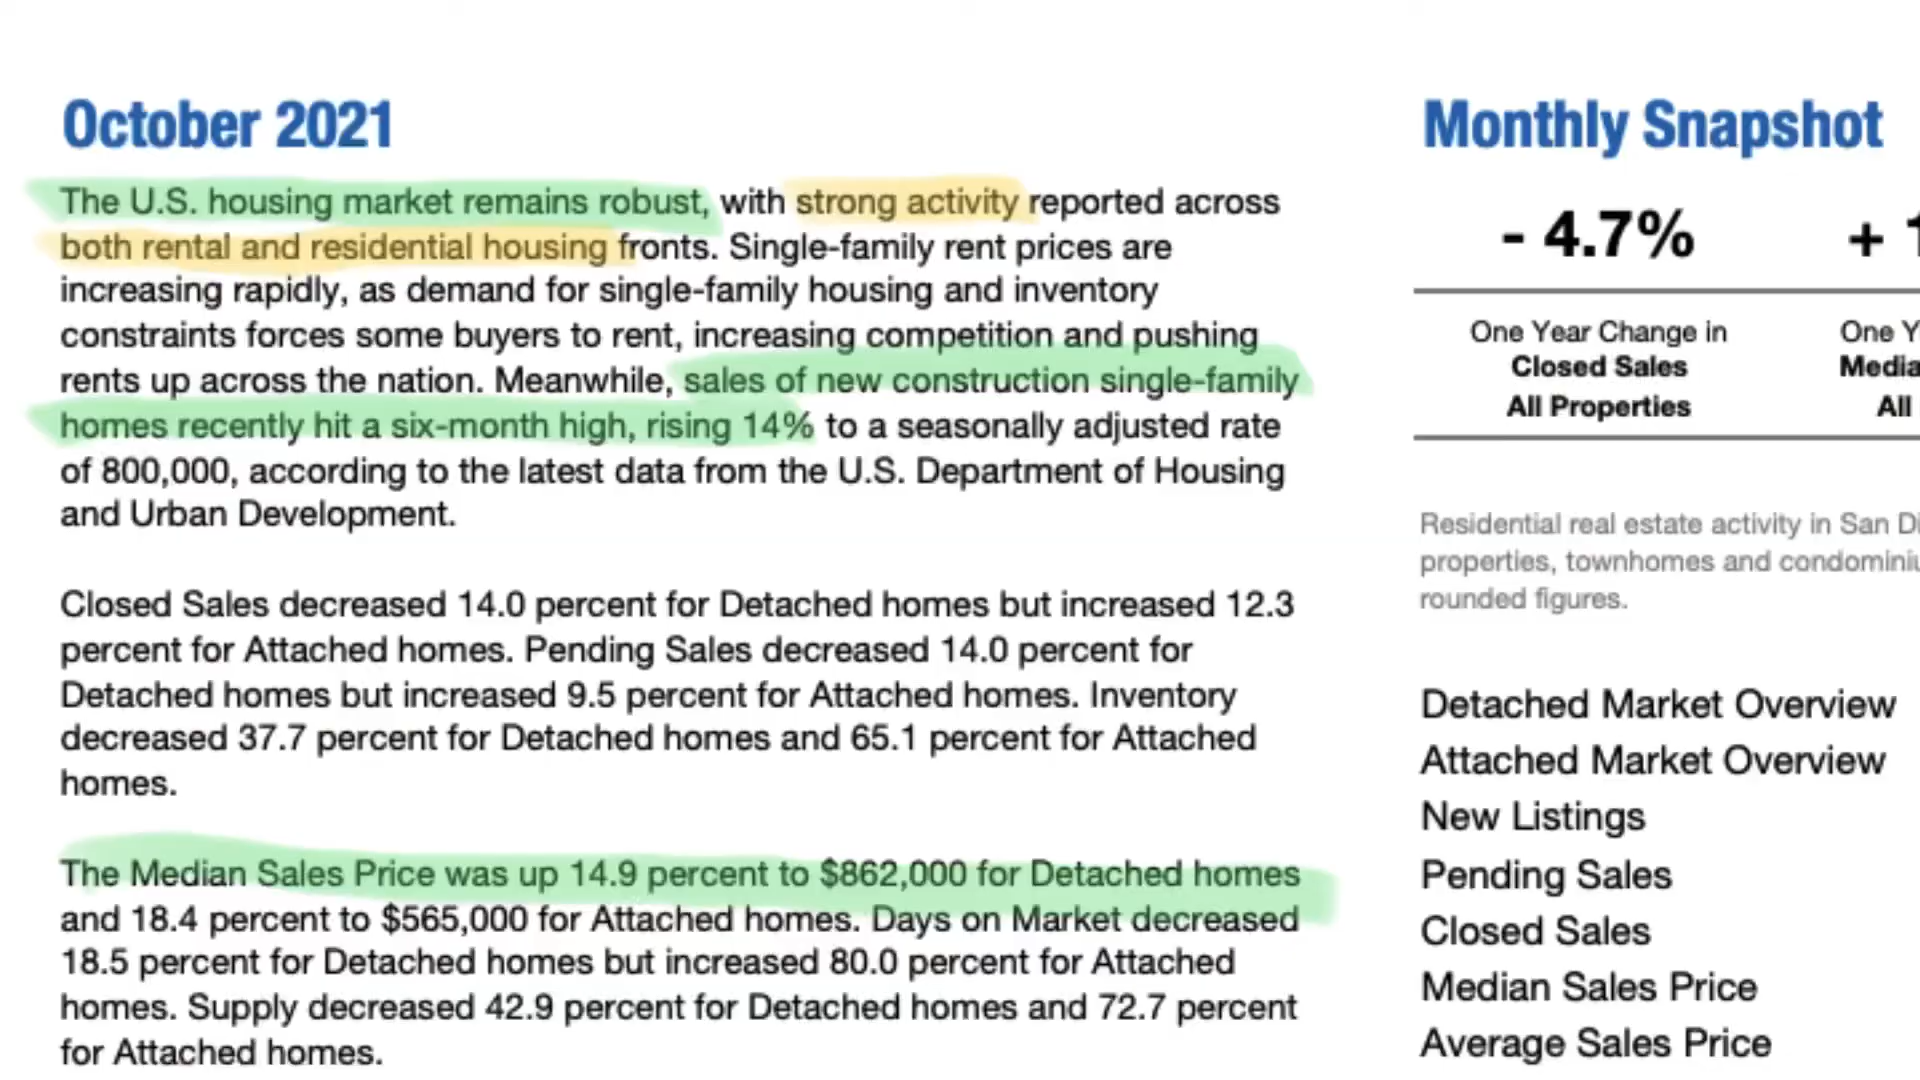 October 2021
The U.S. housing market remains robust, with strong activity reported across
both rental and residential housing fronts. Single-family rent prices are
increasing rapidly, as demand for single-family housing and inventory
constraints forces some buyers to rent, increasing competition and pushing
rents up across the nation. Meanwhile, sales of new construction single-family
homes recently hit a six-month high, rising 14% to a seasonally adjusted rate
of 800,000, according to the latest data from the U.S. Department of Housing
and Urban Development.
Closed Sales decreased 14.0 percent for Detached homes but increased 12.3
percent for Attached homes. Pending Sales decreased 14.0 percent for
Detached homes but increased 9.5 percent for Attached homes. Inventory
decreased 37.7 percent for Detached homes and 65.1 percent for Attached
homes.
The Median Sales Price was up 14.9 percent to $862,000 for Detached homes
and 18.4 percent to $565,000 for Attached homes. Days on Market decreased
18.5 percent for Detached homes but increased 80.0 percent for Attached
homes. Supply decreased 42.9 percent for Detached homes and 72.7 percent
for Attached homes.
Monthly Snapshot
- 4.7% +
One Year Change in One
Closed Sales
All Properties All
Residential real estate activity in San
properties, townhomes and
rounded figures.
Detached Market Overview
Attached Market Overview
New Listings
Pending Sales
Closed Sales
Median Sales Price
Average Sales Price